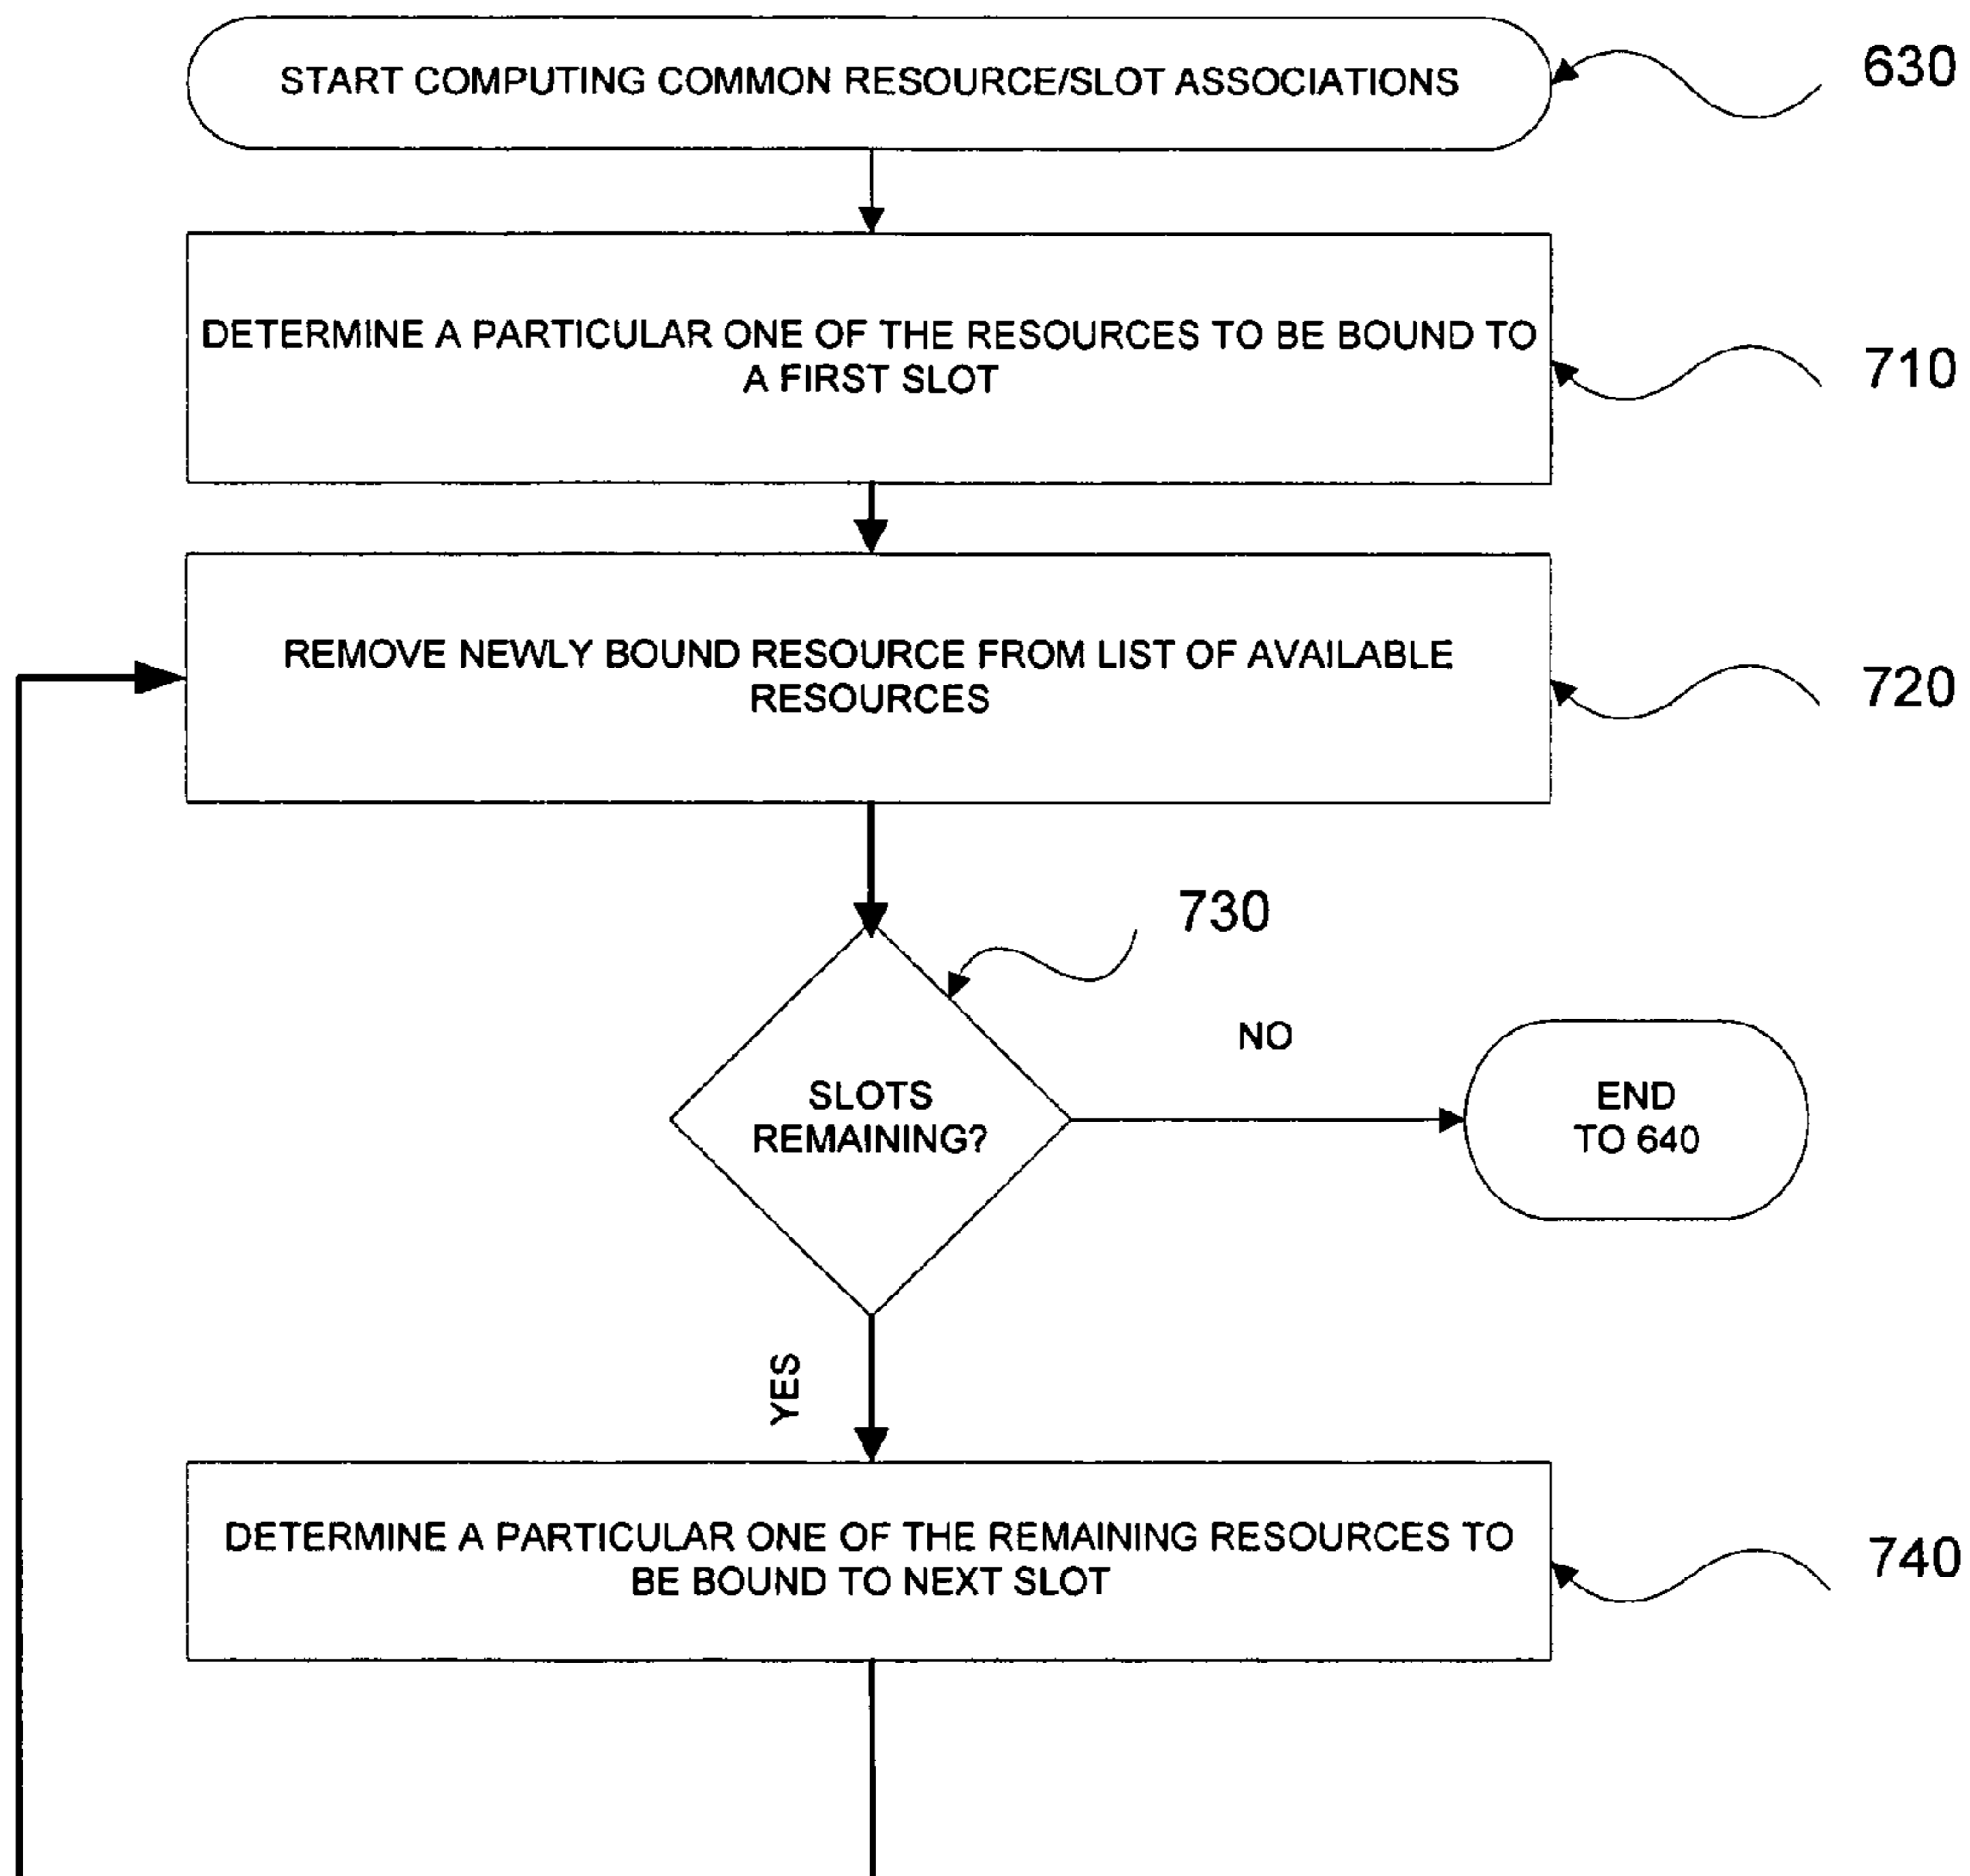 START COMPUTING COMMON RESOURCE/SLOT ASSOCIATIONS
630
DETERMINE A PARTICULAR ONE OF THE RESOURCES TO BE BOUND TO
A FIRST SLOT
710
REMOVE NEWLY BOUND RESOURCE FROM LIST OF AVAILABLE
RESOURCES
720
730
SLOTS
REMAINING?
NO
END
TO 640
YES
DETERMINE A PARTICULAR ONE OF THE REMAINING RESOURCES TO
BE BOUND TO NEXT SLOT
740